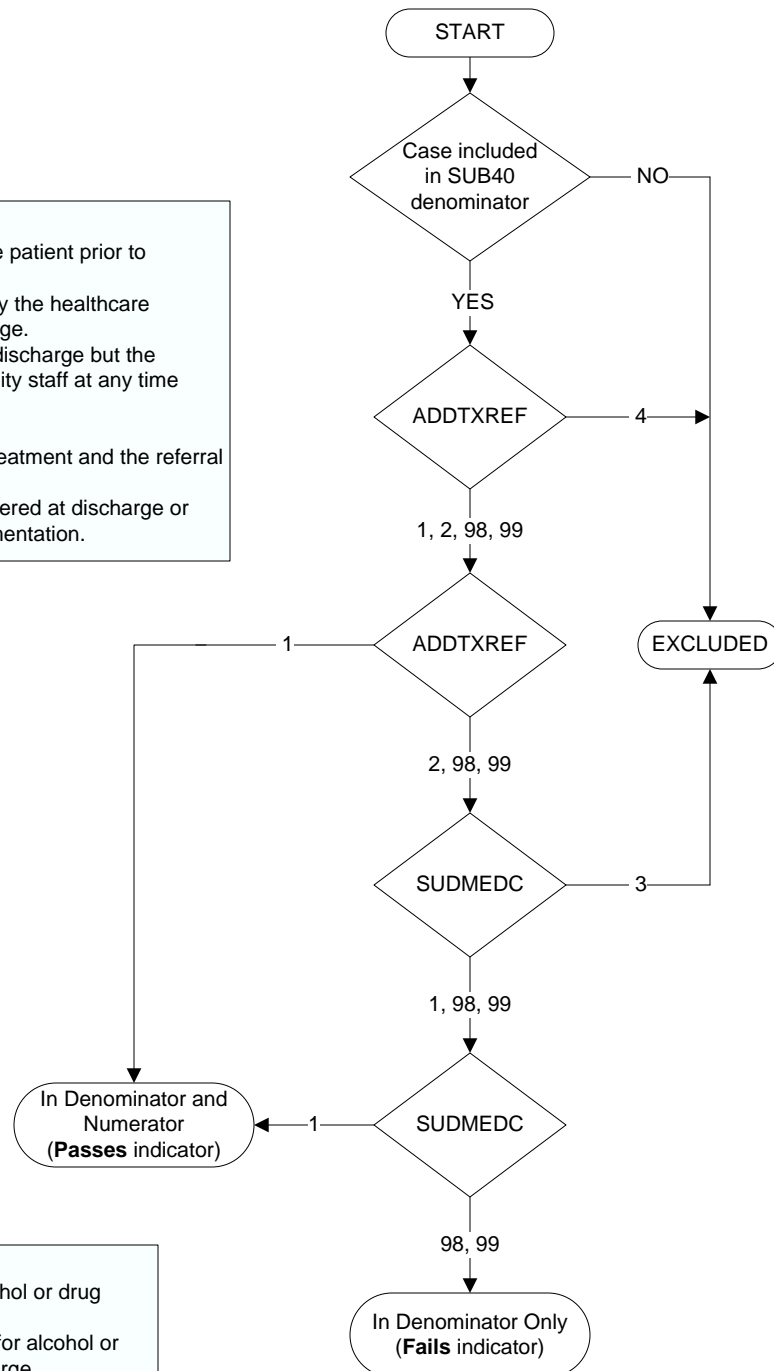 START
Case included
in SUB40
denominator
NO
e patient prior to
y the healthcare
ge.
discharge but the
ity staff at any time
eatment and the referral
ered at discharge or
nentation.
YES
ADDTXREF
4
1, 2, 98, 99
1
ADDTXREF
EXCLUDED
2, 98, 99
SUDMEDC
3
1, 98, 99
In Denominator and
Numerator
(Passes indicator)
1
SUDMEDC
98, 99
ohol or drug
for alcohol or
arge
In Denominator Only
(Fails indicator)